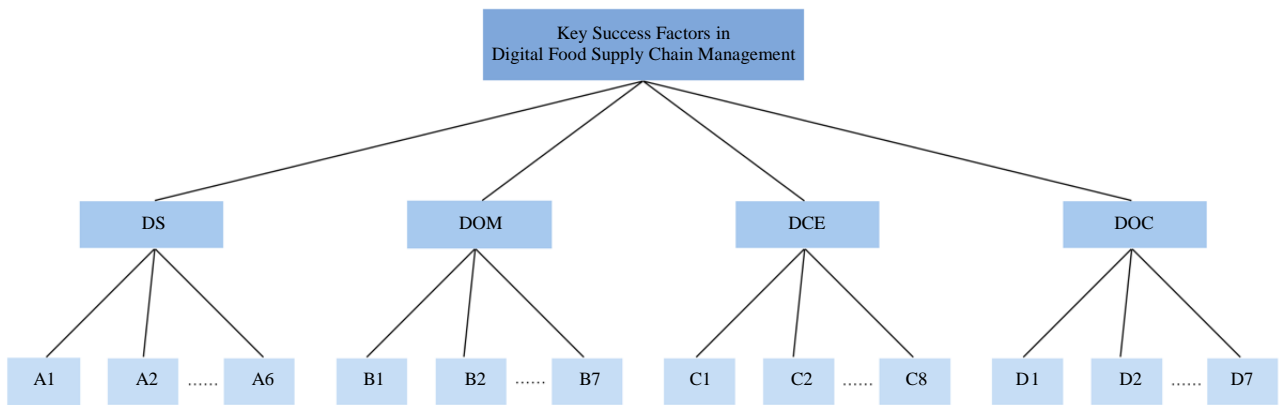 Key Success Factors in
Digital Food Supply Chain Management
DS DOM DCE DOC
A1 A2 ...... A6 B1 B2 ...... B7 C1 C2 ...... C8 D1 D2 ...... D7